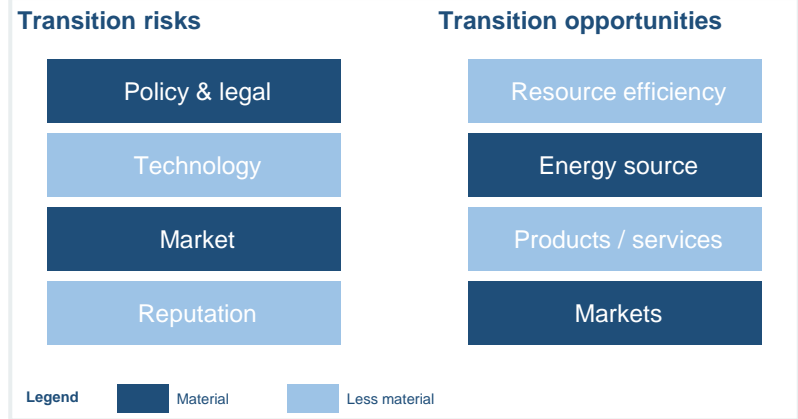 Transition risks
Policy & legal
Technology
Market
Reputation
Transition opportunities
Resource efficiency
Energy source
Products / services
Markets
Legend
Material
Less material